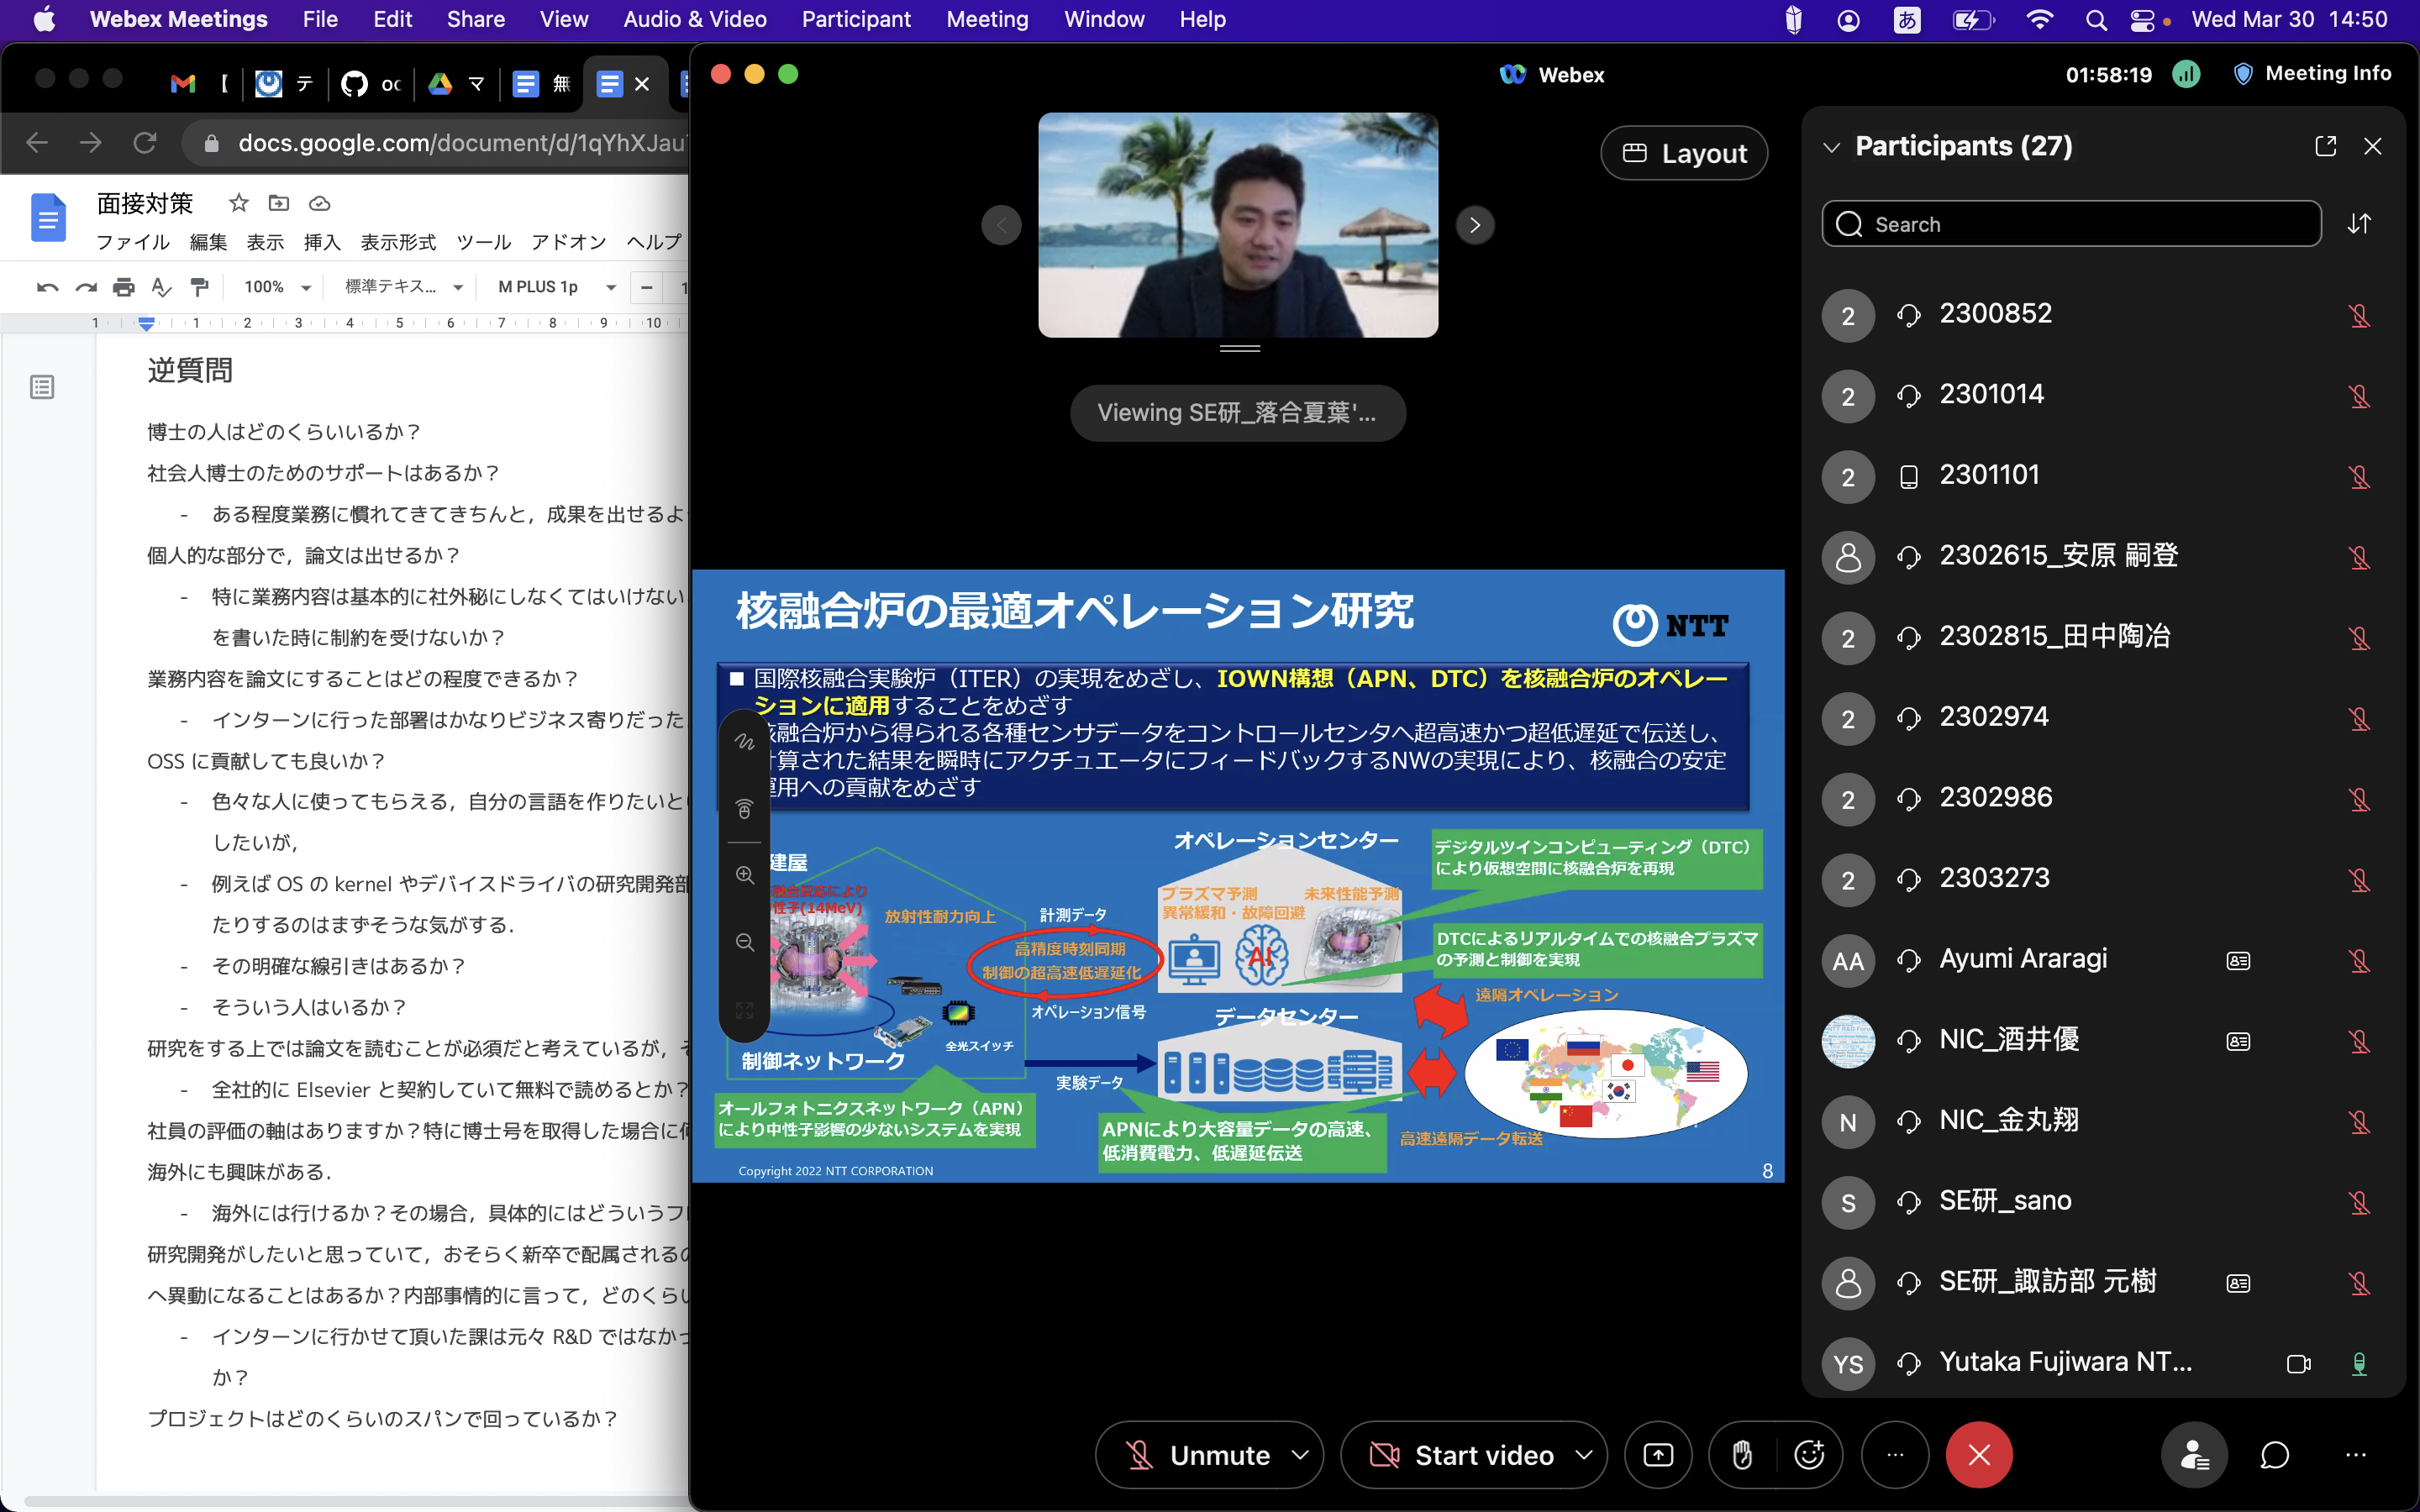 Webex Meetings File Edit Share View Audio & Video Participant Meeting Window Help
あ
Wed Mar 30 14:50
テ
マ
無
docs.google.com/document/d/1qYhXJau
面接対策
ファイル 編集 表示 挿入 表示形式 ツール アドオン ヘルプ
100% 標準テキス... M PLUS 1p
1 1 2 3 4 5 6 7 8 9 10
逆質問
博士の人はどのくらいいるか？
社会人博士のためのサポートはあるか？
- ある程度業務に慣れてきてきちんと，成果を出せるよ
個人的な部分で，論文は出せるか？
- 特に業務内容は基本的に社外秘にしなくてはいけない
を書いた時に制約を受けないか？
業務内容を論文にすることはどの程度できるか？
- インターンに行った部署はかなりビジネス寄りだった
OSS に貢献しても良いか？
- 色々な人に使ってもらえる，自分の言語を作りたいと
したいが，
- 例えば OS の kernel やデバイスドライバの研究開発部
たりするのはまずそうな気がする．
- その明確な線引きはあるか？
- そういう人はいるか？
研究をする上では論文を読むことが必須だと考えているが，
- 全社的に Elsevier と契約していて無料で読めるとか？
社員の評価の軸はありますか？特に博士号を取得した場合に
海外にも興味がある．
- 海外には行けるか？その場合，具体的にはどういうフ
研究開発がしたいと思っていて，おそらく新卒で配属されるの
へ異動になることはあるか？内部事情的に言って，どのくらい
- インターンに行かせて頂いた課は元々 R&D ではなかっ
か？
プロジェクトはどのくらいのスパンで回っているか？
Webex
01:58:19
Meeting Info
Layout
Viewing SE研_落合夏葉'...
核融合炉の最適オペレーション研究
NTT
■ 国際核融合実験炉（ITER）の実現をめざし、IOWN構想（APN、DTC）を核融合炉のオペレー
ションに適用することをめざす
融合炉から得られる各種センサデータをコントロールセンタへ超高速かつ超低遅延で伝送し、
算された結果を瞬時にアクチュエータにフィードバックするNWの実現により、核融合の安定
用への貢献をめざす
建屋
融合反応により
性子(14MeV)
放射性耐力向上
計測データ
高精度時刻同期
制御の超高速低遅延化
オペレーション信号
全光スイッチ
制御ネットワーク
実験データ
オペレーションセンター
プラズマ予測
異常緩和・故障回避
未来性能予測
AI
データセンター
デジタルツインコンピューティング（DTC）
により仮想空間に核融合炉を再現
DTCによるリアルタイムでの核融合プラズマ
の予測と制御を実現
遠隔オペレーション
高速遠隔データ転送
オールフォトニクスネットワーク（APN）
により中性子影響の少ないシステムを実現
APNにより大容量データの高速、
低消費電力、低遅延伝送
Copyright 2022 NTT CORPORATION
8
Participants (27)
Search
2 2300852
2 2301014
2 2301101
2302615_安原 嗣登
2 2302815_田中陶冶
2 2302974
2 2302986
2 2303273
AA Ayumi Araragi
NIC_酒井優
N NIC_金丸翔
S SE研_sano
SE研_諏訪部 元樹
YS Yutaka Fujiwara NT...
Unmute
Start video